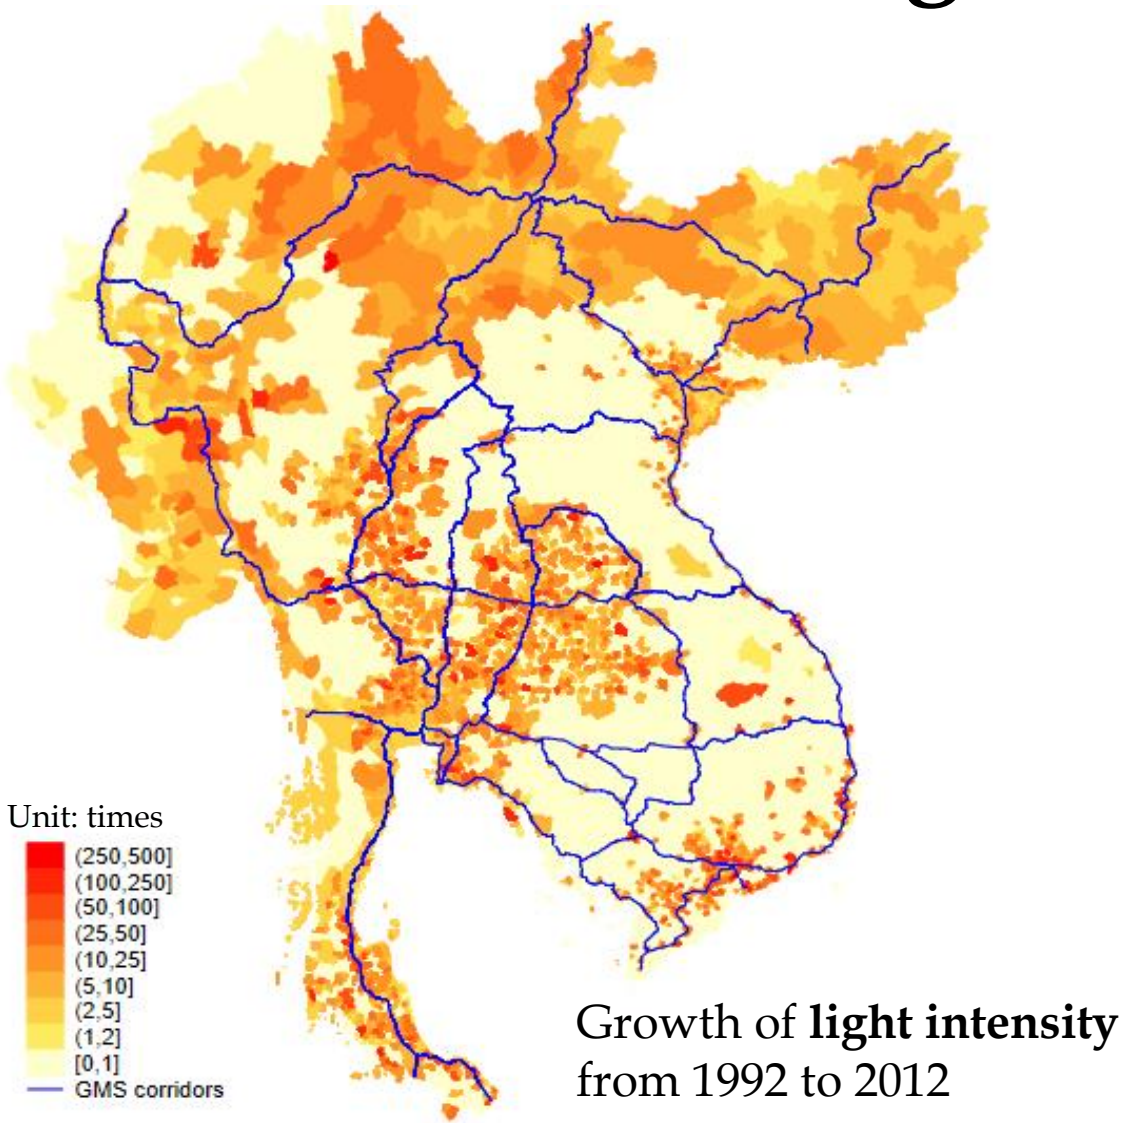 Unit: times
(250,500]
(100,250]
(50,100]
(25,50]
(10,25]
(5,10]
(2,5]
(1,2]
[0,1]
GMS corridors
Growth of light intensity
from 1992 to 2012